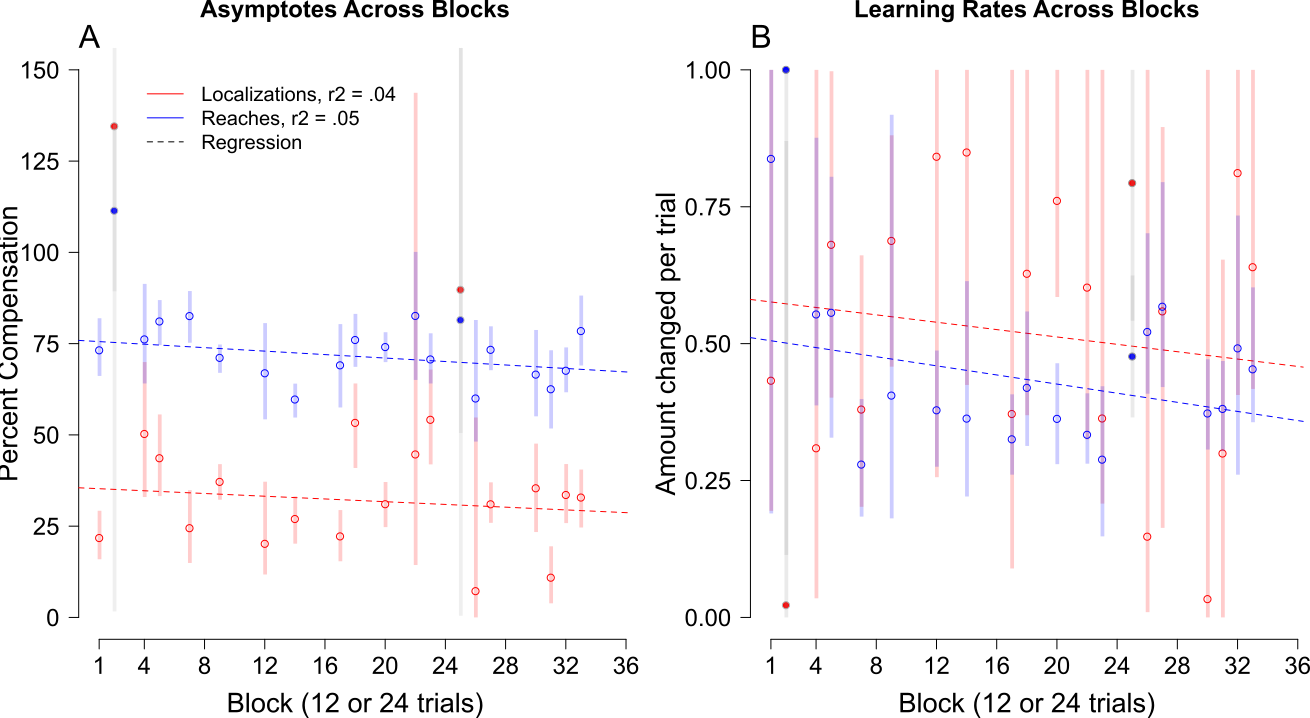 Asymptotes Across Blocks
A
Percent Compensation
150
125
100
75
50
25
0
Localizations, r2 = .04
Reaches, r2 = .05
Regression
1 4 8 12 16 20 24 28 32 36
Block (12 or 24 trials)
Learning Rates Across Blocks
B
Amount changed per trial
1.00
0.75
0.50
0.25
0.00
1 4 8 12 16 20 24 28 32 36
Block (12 or 24 trials)